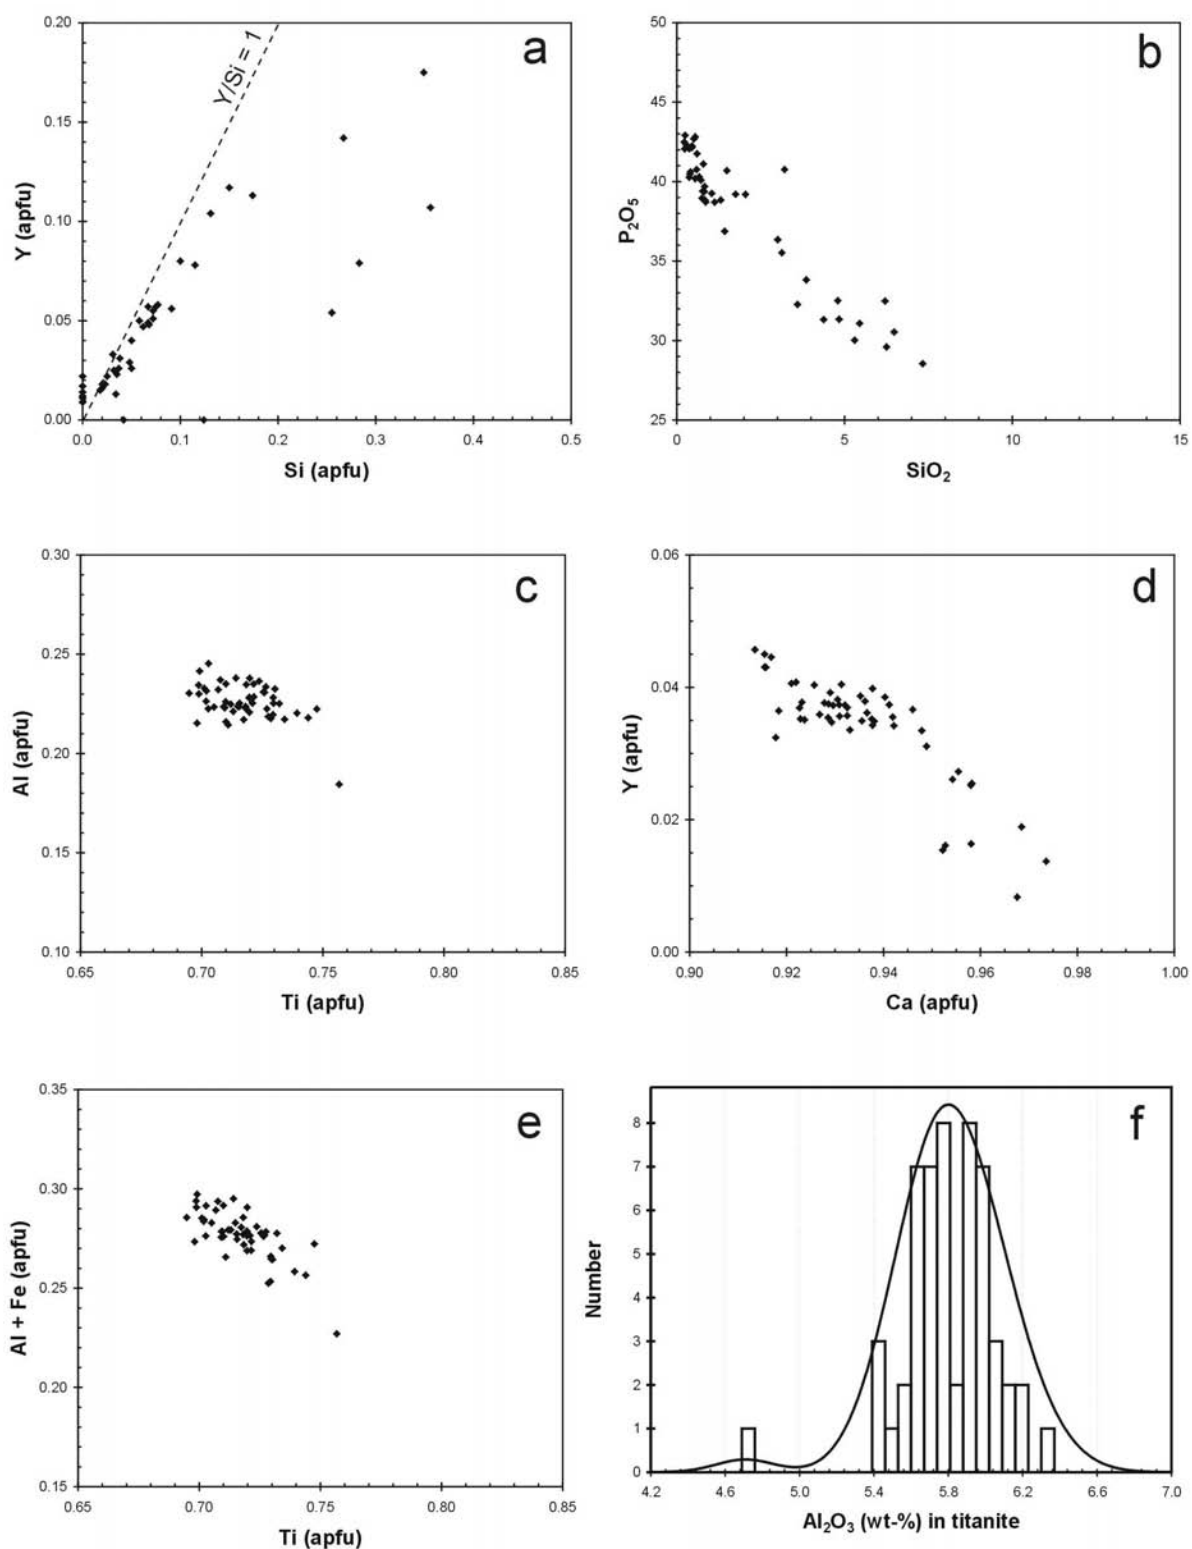 a
Y/Si = 1
0.20
0.15
0.10
0.05
0.00
Y (apfu)
0.0 0.1 0.2 0.3 0.4 0.5
Si (apfu)
b
50
45
40
35
30
25
P₂O₅
0 5 10 15
SiO₂
c
0.30
0.25
0.20
0.15
0.10
Al (apfu)
0.65 0.70 0.75 0.80 0.85
Ti (apfu)
d
0.06
0.04
0.02
0.00
Y (apfu)
0.90 0.92 0.94 0.96 0.98 1.00
Ca (apfu)
e
0.35
0.30
0.25
0.20
0.15
Al + Fe (apfu)
0.65 0.70 0.75 0.80 0.85
Ti (apfu)
f
8
7
6
5
4
3
2
1
0
Number
4.2 4.6 5.0 5.4 5.8 6.2 6.6 7.0
Al₂O₃ (wt-%) in titanite